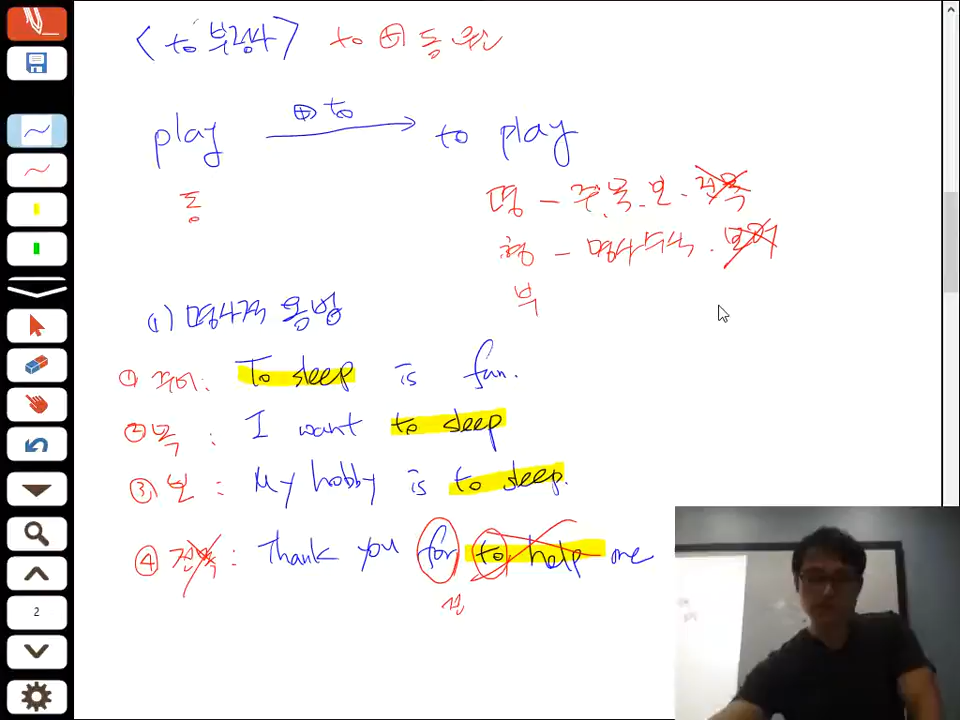 <to 부정사> to ⊕ 동 원
play ⊕ to → to play
동
명 - 주.목.보.전목
형 - 명사수식.보어
부
(1) 명사적 용법
① 주어: To sleep is fun.
② 목 : I want to sleep
③ 보 : My hobby is to sleep.
④ 전목 : Thank you for to help me
전
2